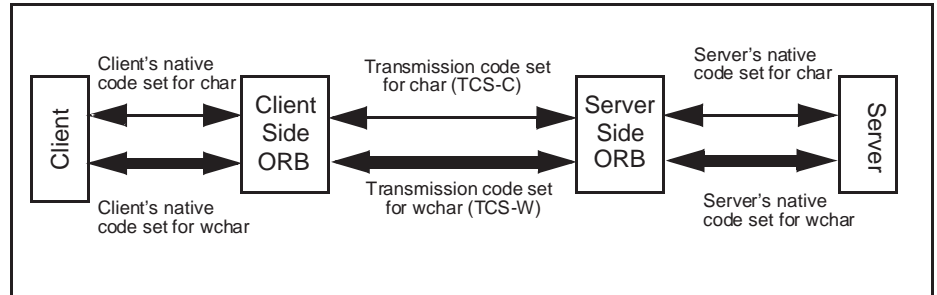 Client
Client's native
code set for char
Client's native
code set for wchar
Client
Side
ORB
Transmission code set
for char (TCS-C)
Transmission code set
for wchar (TCS-W)
Server
Side
ORB
Server's native
code set for char
Server's native
code set for wchar
Server